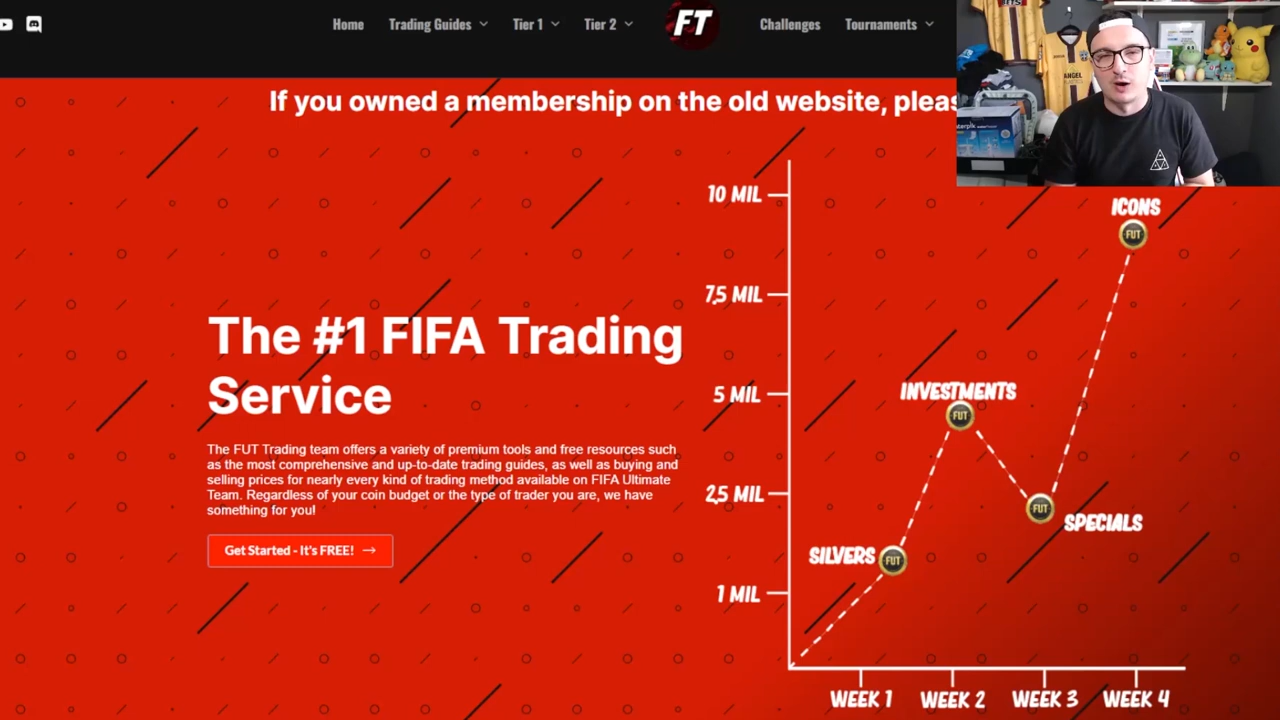 Home Trading Guides Tier 1 Tier 2 FT Challenges Tournaments
If you owned a membership on the old website,
10 MIL
ICONS
FUT
7,5 MIL
The #1 FIFA Trading
Service
INVESTMENTS
5 MIL
FUT
The FUT Trading team offers a variety of premium tools and free resources such
as the most comprehensive and up-to-date trading guides, as well as buying and
selling prices for nearly every kind of trading method available on FIFA Ultimate
Team. Regardless of your coin budget or the type of trader you are, we have
something for you!
2,5 MIL
FUT
SPECIALS
Get Started - It's FREE! →
SILVERS
FUT
1 MIL
WEEK 1 WEEK 2 WEEK 3 WEEK 4
ANGEL